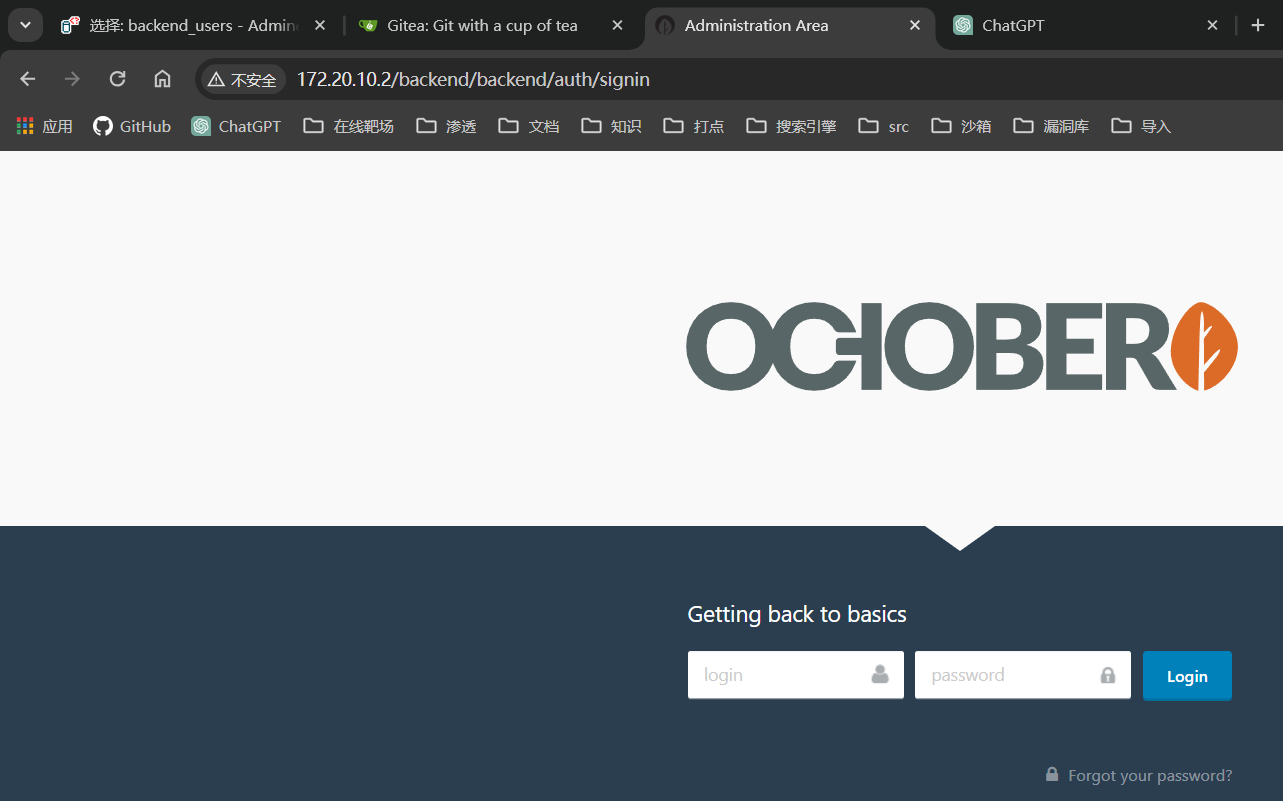 选择: backend_users - Admin
Gitea: Git with a cup of tea
Administration Area
ChatGPT
不安全
172.20.10.2/backend/backend/auth/signin
应用
GitHub
ChatGPT
在线靶场
渗透
文档
知识
打点
搜索引擎
src
沙箱
漏洞库
导入
OCTOBER
Getting back to basics
login
password
Login
Forgot your password?